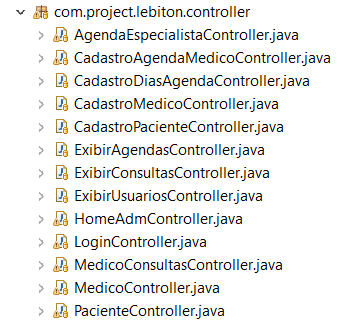 com.project.lebiton.controller
AgendaEspecialistaController.java
CadastroAgendaMedicoController.java
CadastroDiasAgendaController.java
CadastroMedicoController.java
CadastroPacienteController.java
ExibirAgendasController.java
ExibirConsultasController.java
ExibirUsuariosController.java
HomeAdmController.java
LoginController.java
MedicoConsultasController.java
MedicoController.java
PacienteController.java